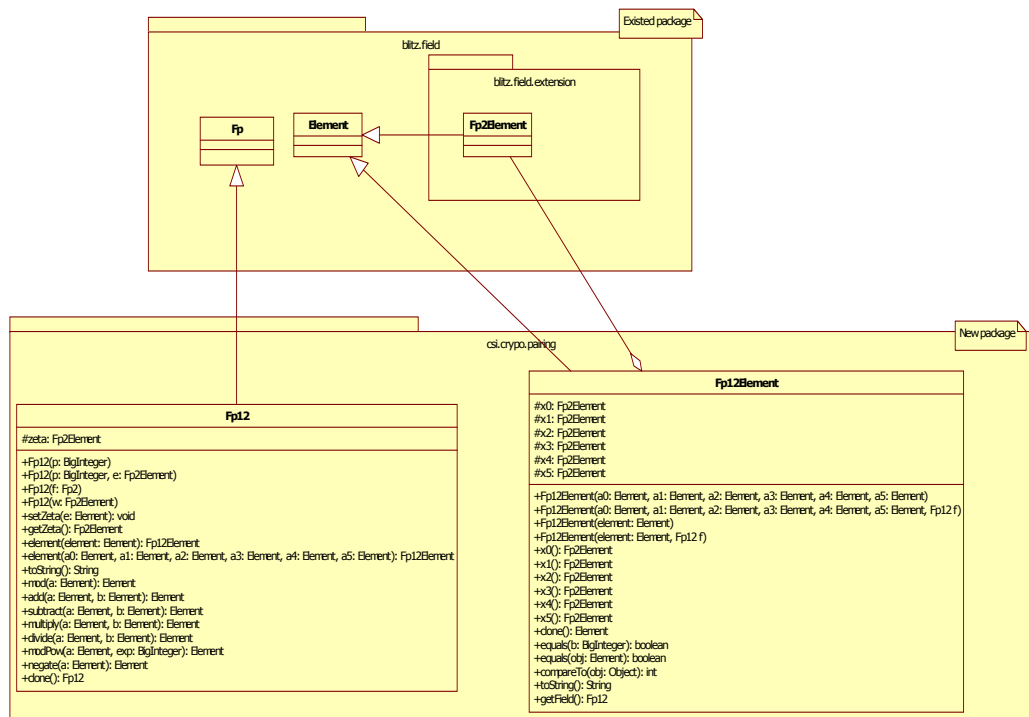 Existed package
blitz.field
blitz.field.extension
Fp
Element
Fp2Element
New package
csi.crypo.pairing
Fp12
#zeta: Fp2Element
+Fp12(p: BigInteger)
+Fp12(p: BigInteger, e: Fp2Element)
+Fp12(f: Fp2)
+Fp12(w: Fp2Element)
+setZeta(e: Element): void
+getZeta(): Fp2Element
+element(element: Element): Fp12Element
+element(a0: Element, a1: Element, a2: Element, a3: Element, a4: Element, a5: Element): Fp12Element
+toString(): String
+mod(a: Element): Element
+add(a: Element, b: Element): Element
+subtract(a: Element, b: Element): Element
+multiply(a: Element, b: Element): Element
+divide(a: Element, b: Element): Element
+modPow(a: Element, exp: BigInteger): Element
+negate(a: Element): Element
+clone(): Fp12
Fp12Element
#x0: Fp2Element
#x1: Fp2Element
#x2: Fp2Element
#x3: Fp2Element
#x4: Fp2Element
#x5: Fp2Element
+Fp12Element(a0: Element, a1: Element, a2: Element, a3: Element, a4: Element, a5: Element)
+Fp12Element(a0: Element, a1: Element, a2: Element, a3: Element, a4: Element, a5: Element, Fp12 f)
+Fp12Element(element: Element)
+Fp12Element(element: Element, Fp12 f)
+x0(): Fp2Element
+x1(): Fp2Element
+x2(): Fp2Element
+x3(): Fp2Element
+x4(): Fp2Element
+x5(): Fp2Element
+clone(): Element
+equals(b: BigInteger): boolean
+equals(obj: Element): boolean
+compareTo(obj: Object): int
+toString(): String
+getField(): Fp12